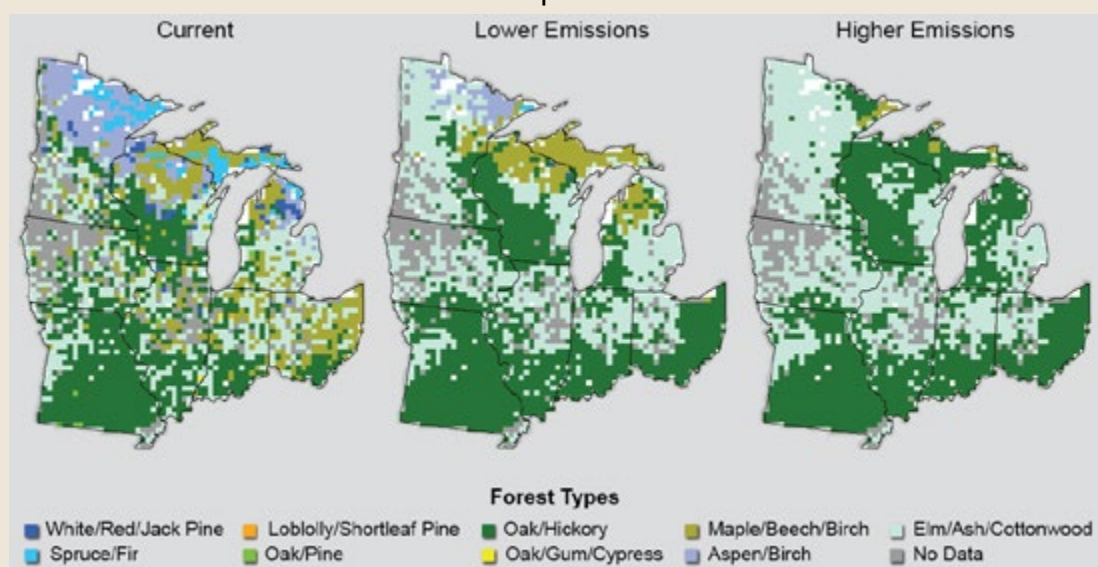 Current Lower Emissions Higher Emissions
Forest Types
White/Red/Jack Pine Loblolly/Shortleaf Pine Oak/Hickory Maple/Beech/Birch Elm/Ash/Cottonwood
Spruce/Fir Oak/Pine Oak/Gum/Cypress Aspen/Birch No Data